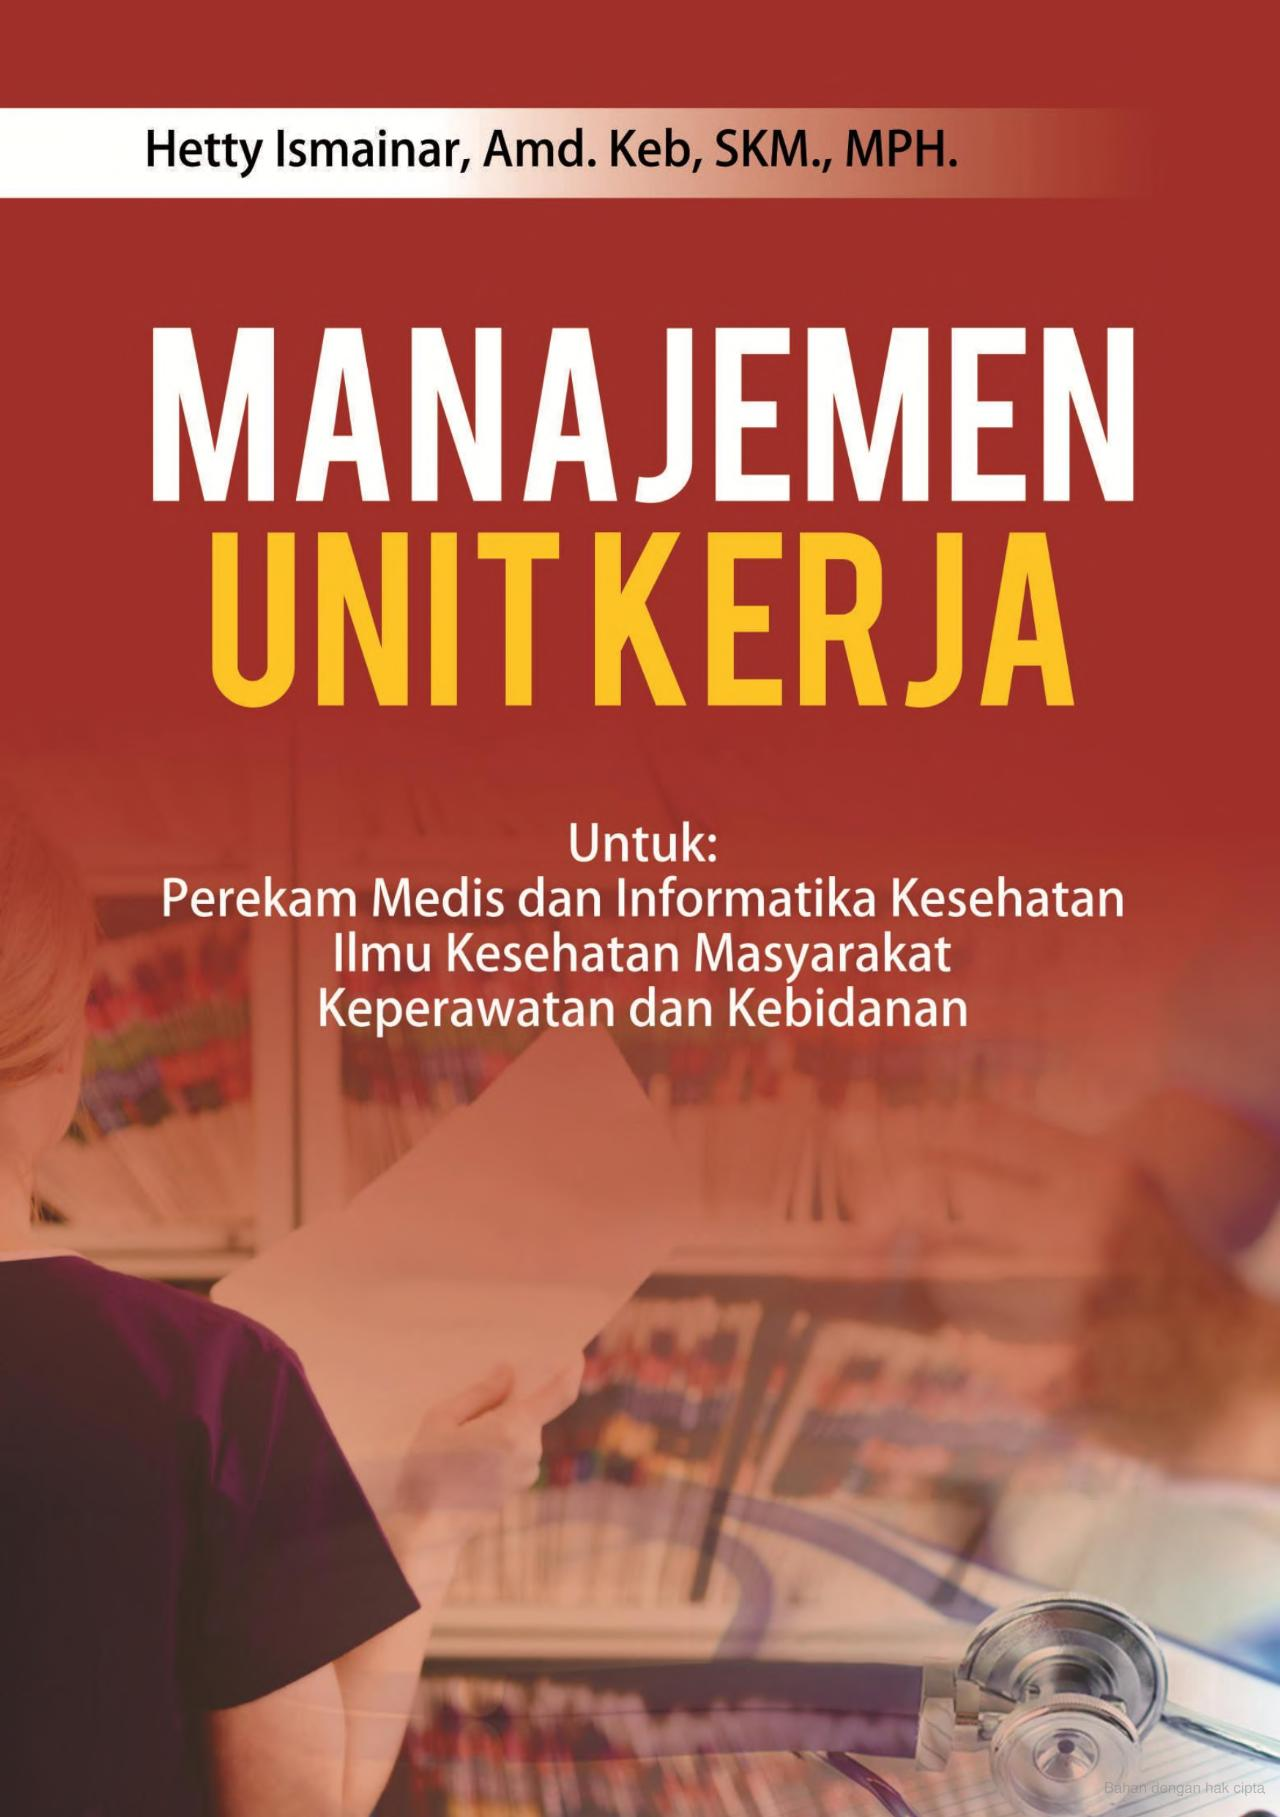 Hetty Ismainar, Amd. Keb, SKM., MPH.
MANAJEMEN
UNIT KERJA
Untuk:
Perekam Medis dan Informatika Kesehatan
Ilmu Kesehatan Masyarakat
Keperawatan dan Kebidanan
Bahan dengan hak cipta